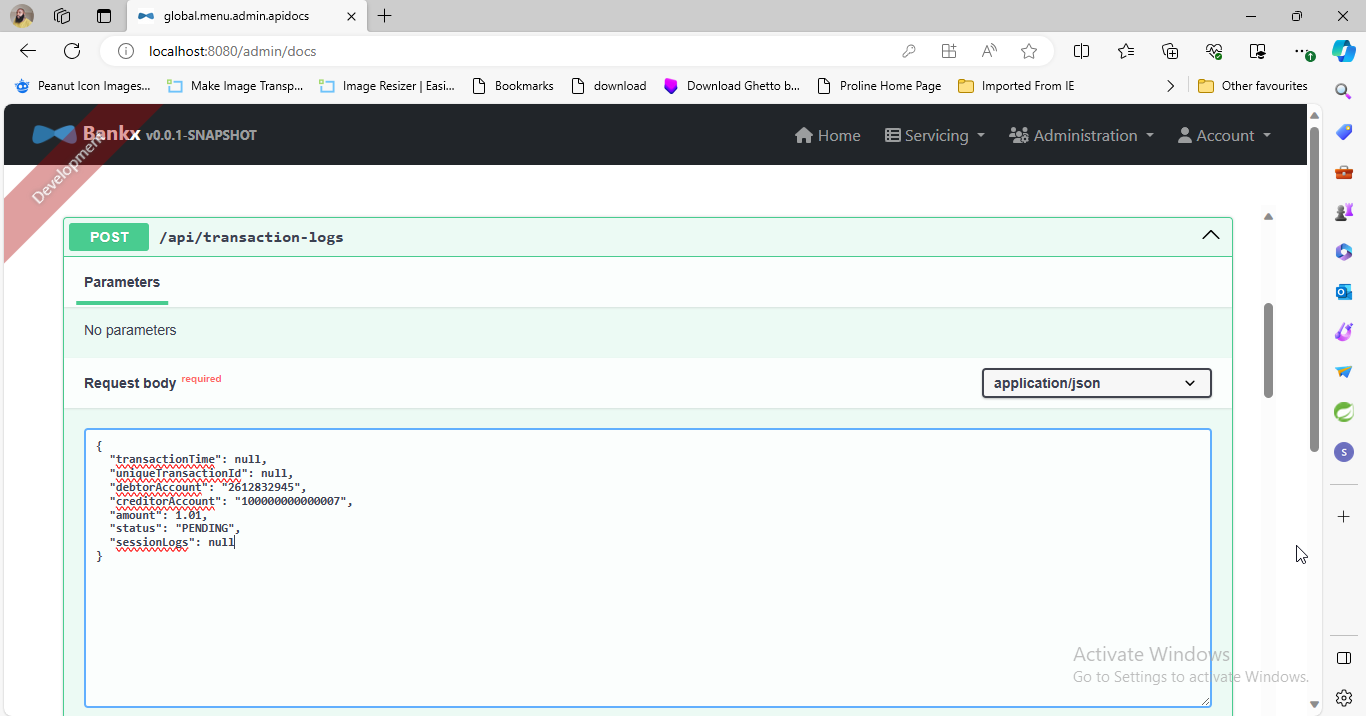 global.menu.admin.apidocs
localhost:8080/admin/docs
Peanut Icon Images... Make Image Transp... Image Resizer | Easi... Bookmarks download Download Ghetto b... Proline Home Page Imported From IE Other favourites
Bankx v0.0.1-SNAPSHOT Home Servicing Administration Account
Development
POST /api/transaction-logs
Parameters
No parameters
Request body required application/json
{
"transactionTime": null,
"uniqueTransactionId": null,
"debtorAccount": "2612832945",
"creditorAccount": "100000000000007",
"amount": 1.01,
"status": "PENDING",
"sessionLogs": null
}
Activate Windows
Go to Settings to activate Windows.
S